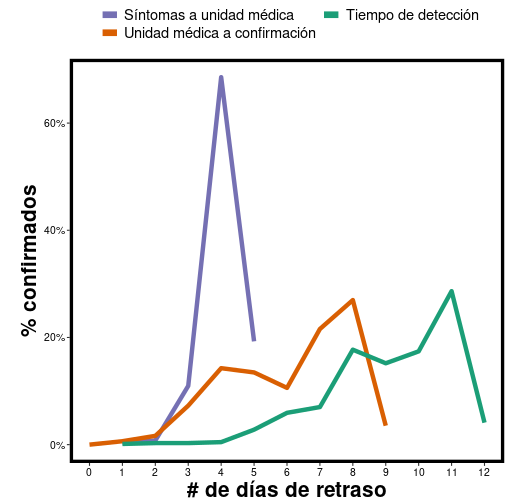 Síntomas a unidad médica
Tiempo de detección
Unidad médica a confirmación
% confirmados
60%
40%
20%
0%
0 1 2 3 4 5 6 7 8 9 10 11 12
# de días de retraso